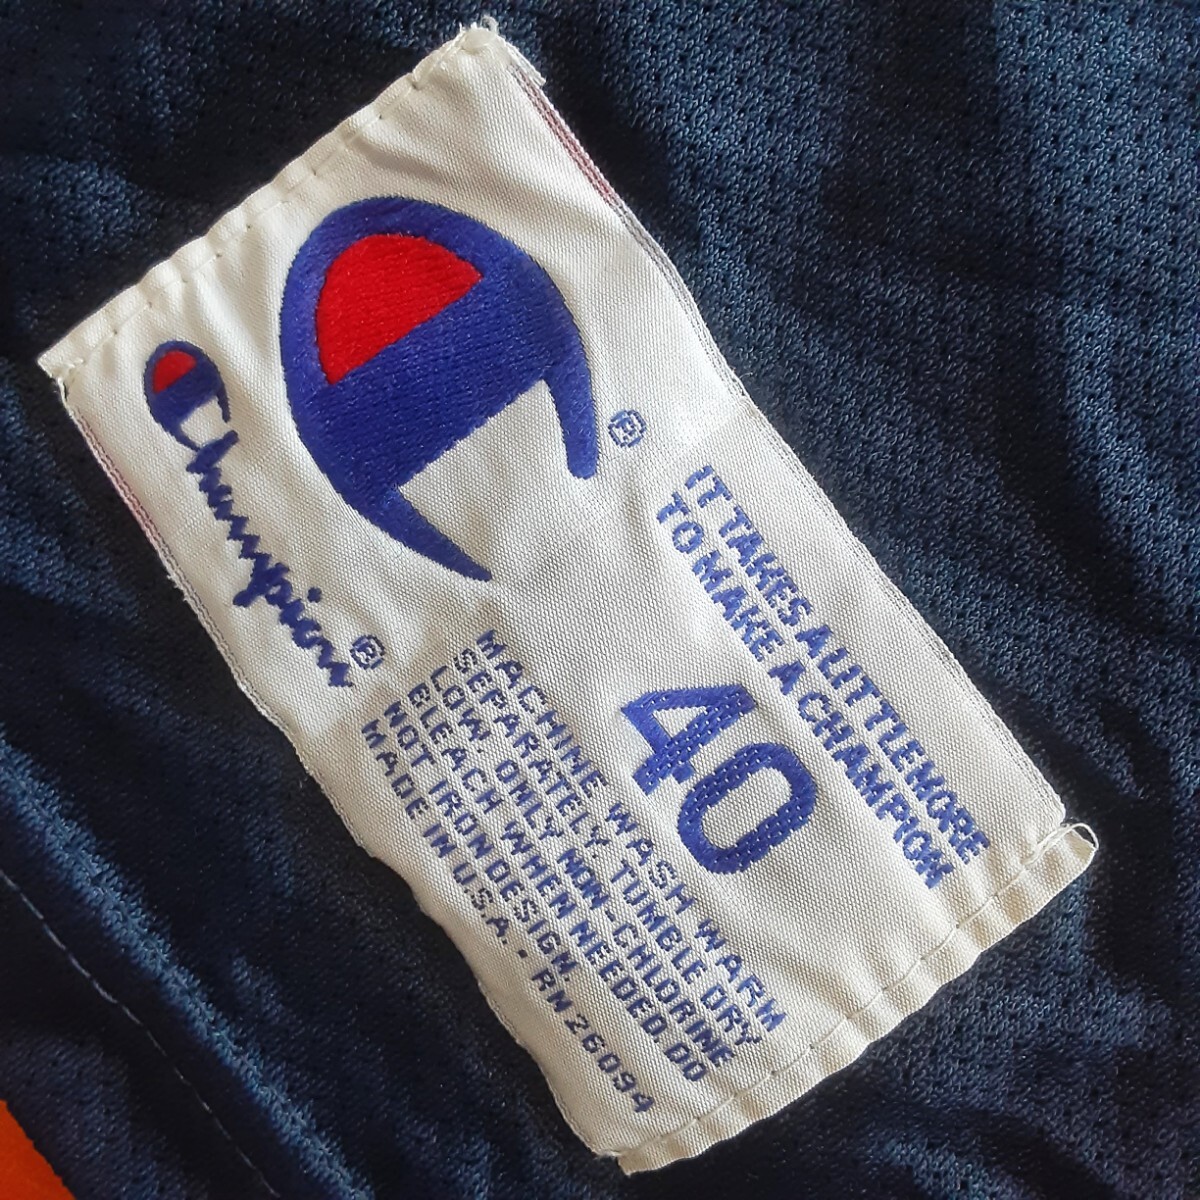 Champion®
®
IT TAKES A LITTLE MORE
TO MAKE A CHAMPION
40
MACHINE WASH WARM
SEPARATELY. TUMBLE DRY
LOW. ONLY NON-CHLORINE
BLEACH WHEN NEEDED. DO
NOT IRON DESIGN.
MADE IN U.S.A. - RN 26094